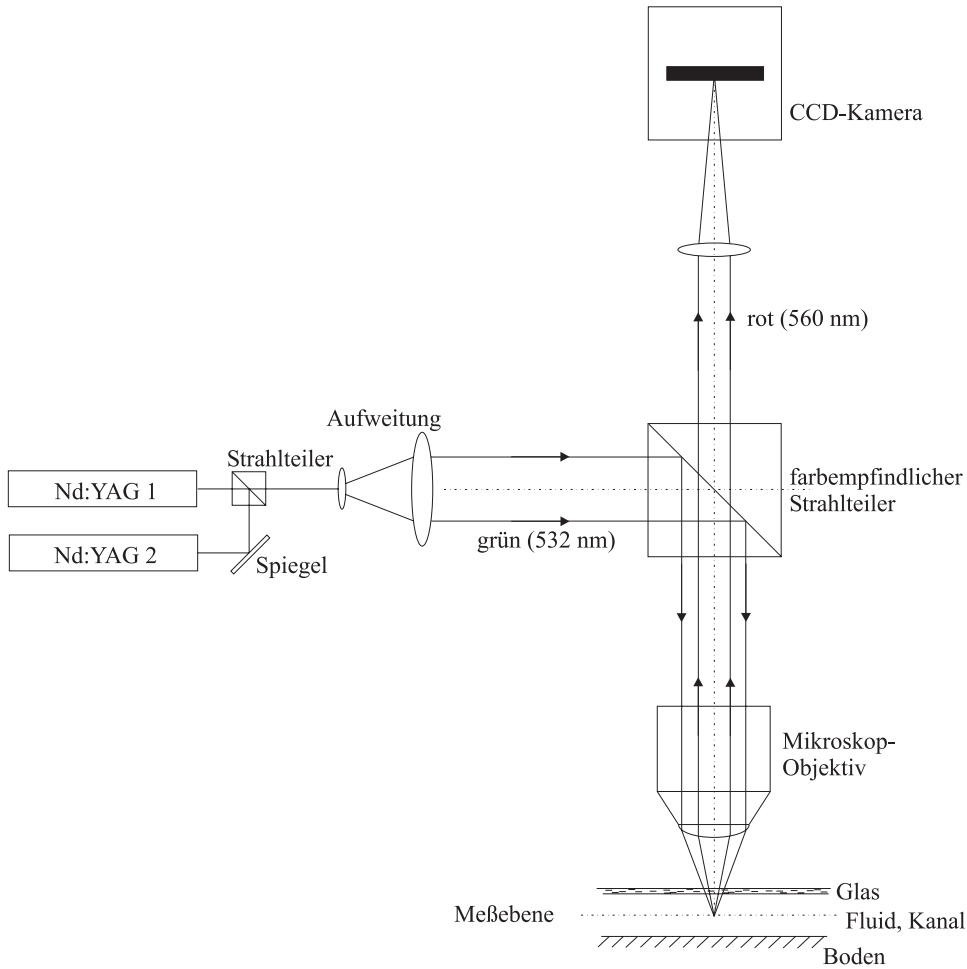 CCD-Kamera
rot (560 nm)
Aufweitung
Strahlteiler
Nd:YAG 1
farbempfindlicher
Strahlteiler
grün (532 nm)
Nd:YAG 2
Spiegel
Mikroskop-
Objektiv
Glas
Meßebene
Fluid, Kanal
Boden